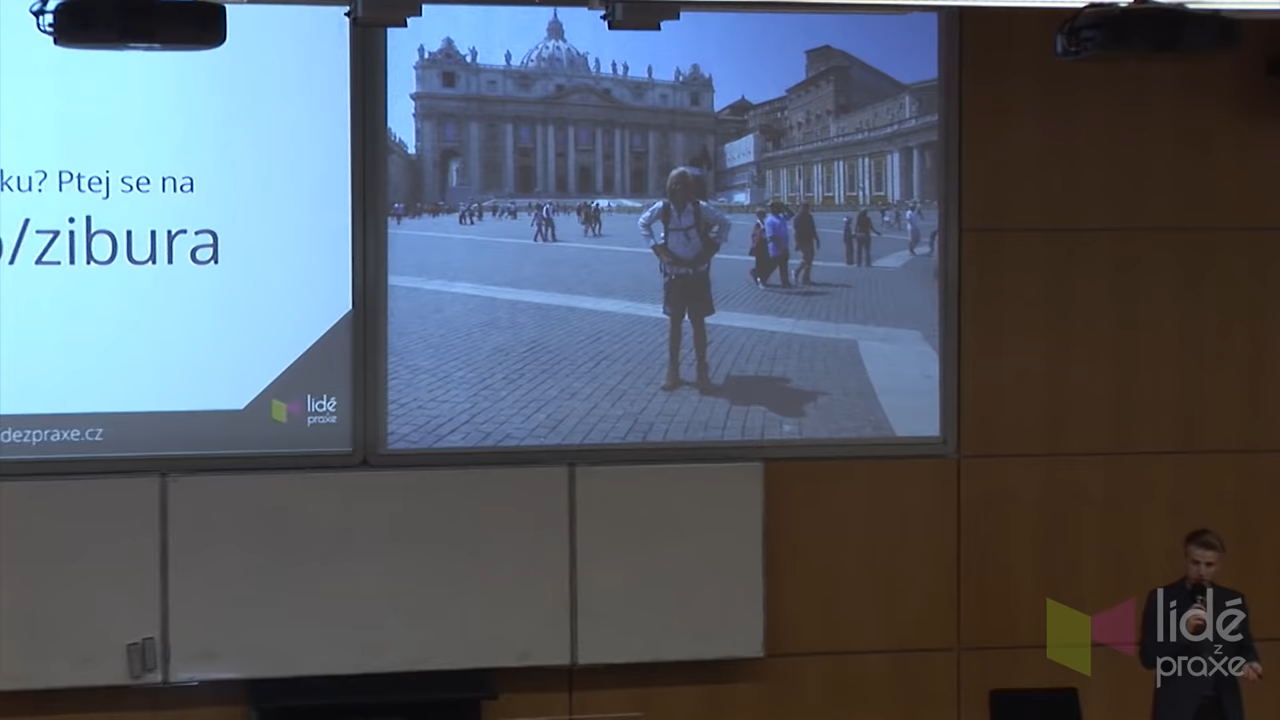 ku? Ptej se na
/zibura
lidé
z
praxe
dezpraxe.cz
lidé
z
praxe